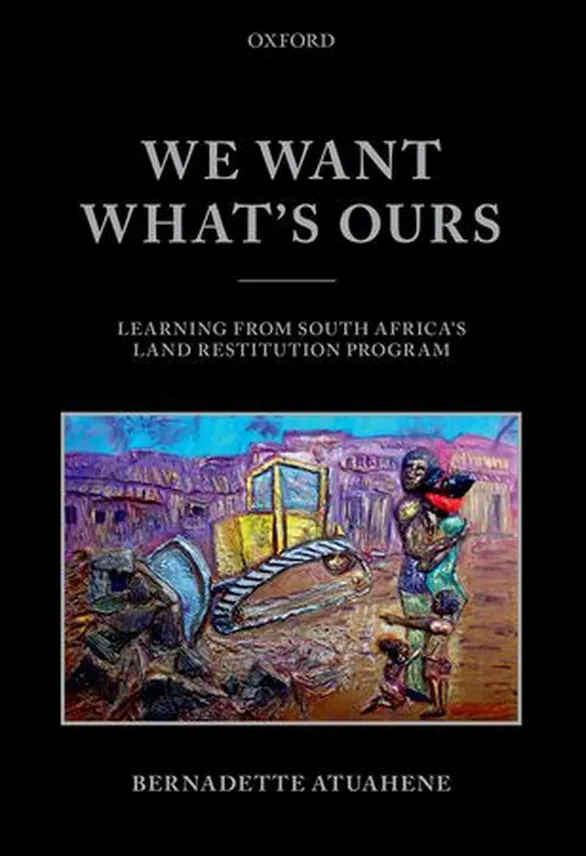 OXFORD
WE WANT
WHAT'S OURS
LEARNING FROM SOUTH AFRICA'S
LAND RESTITUTION PROGRAM
BERNADETTE ATUAHENE